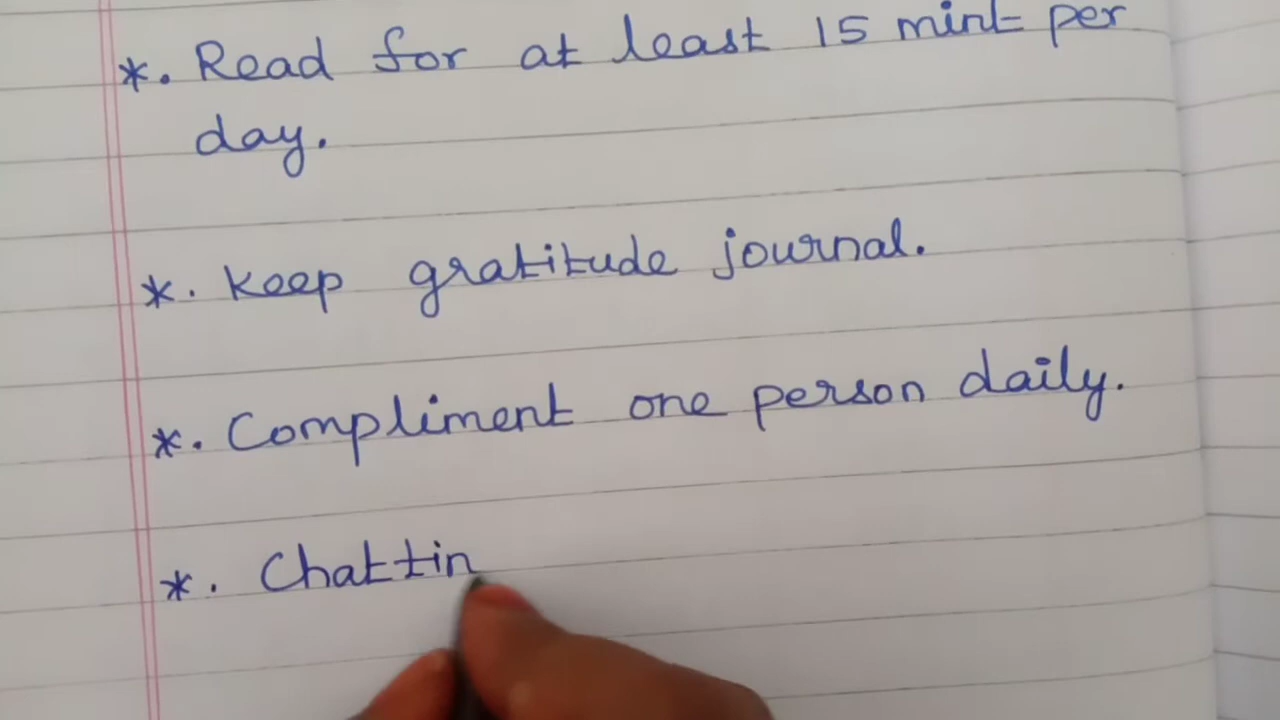 *. Read for at least 15 mint per
day.
*. Keep gratitude journal.
*. Compliment one person daily.
*. Chattin